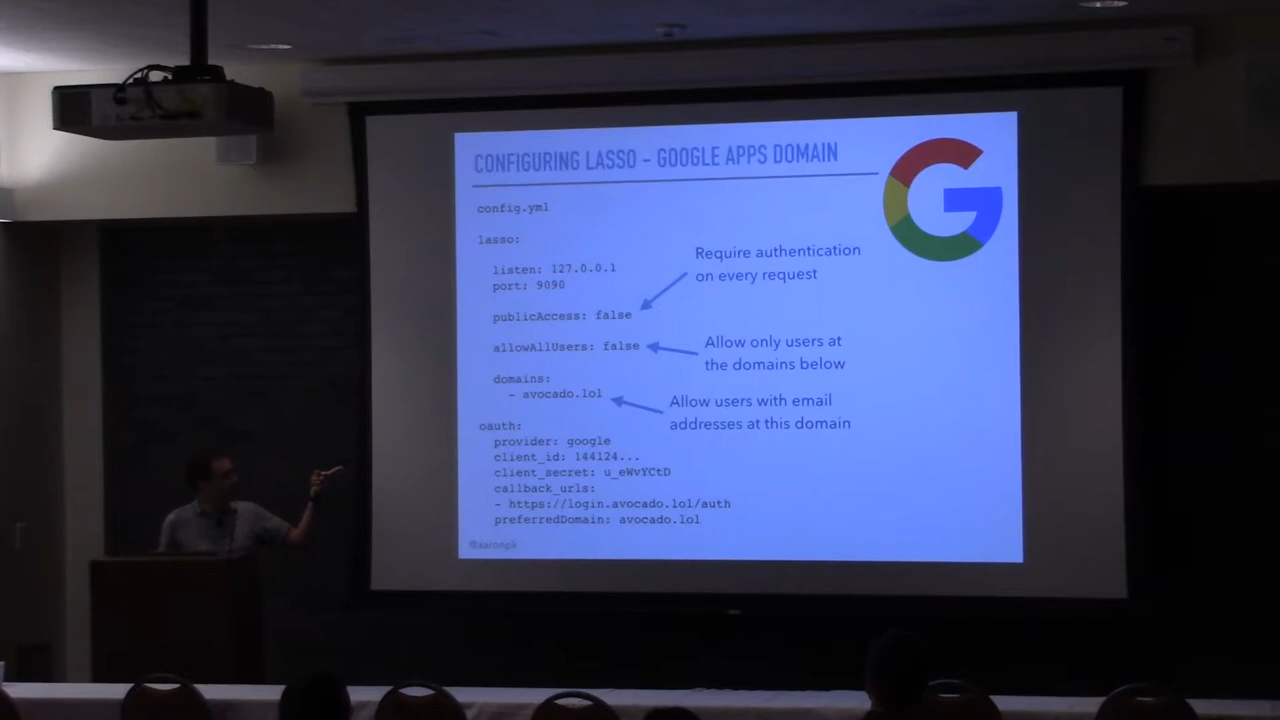 CONFIGURING LASSO - GOOGLE APPS DOMAIN
config.yml
lasso:
listen: 127.0.0.1
port: 9090
publicAccess: false
allowAllUsers: false
domains:
- avocado.lol
oauth:
provider: google
client_id: 144124...
client_secret: u_eWvYCtD
callback_urls:
- https://login.avocado.lol/auth
preferredDomain: avocado.lol
Require authentication
on every request
Allow only users at
the domains below
Allow users with email
addresses at this domain
@aaronpk